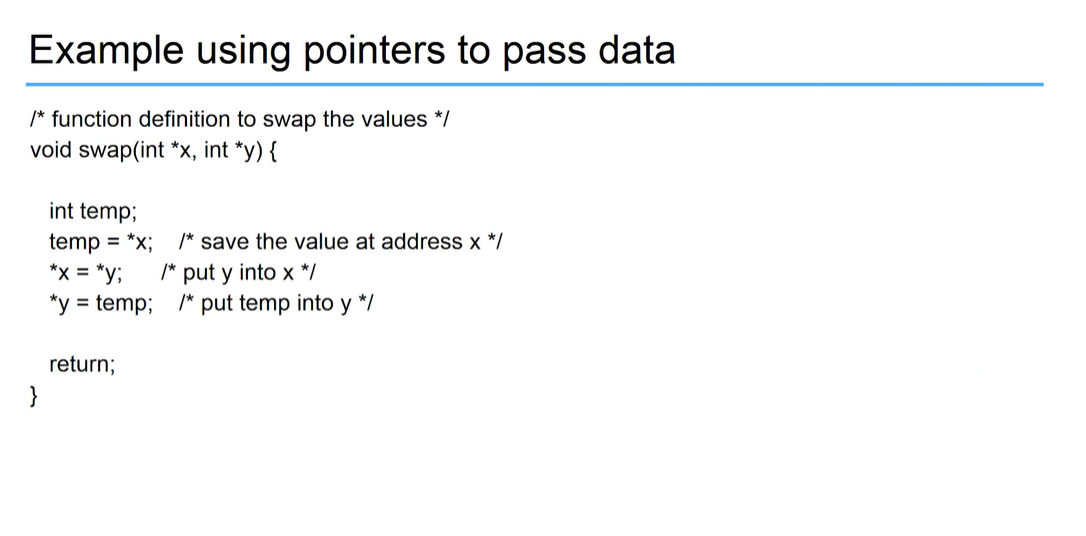 Example using pointers to pass data
/* function definition to swap the values */
void swap(int *x, int *y) {
int temp;
temp = *x; /* save the value at address x */
*x = *y; /* put y into x */
*y = temp; /* put temp into y */
return;
}